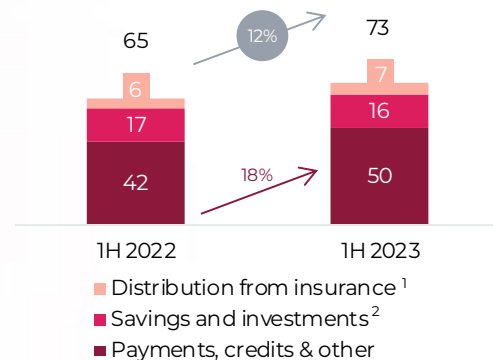 65
12%
73
6
7
17
16
42
18%
50
1H 2022
1H 2023
Distribution from insurance 1
Savings and investments 2
Payments, credits & other